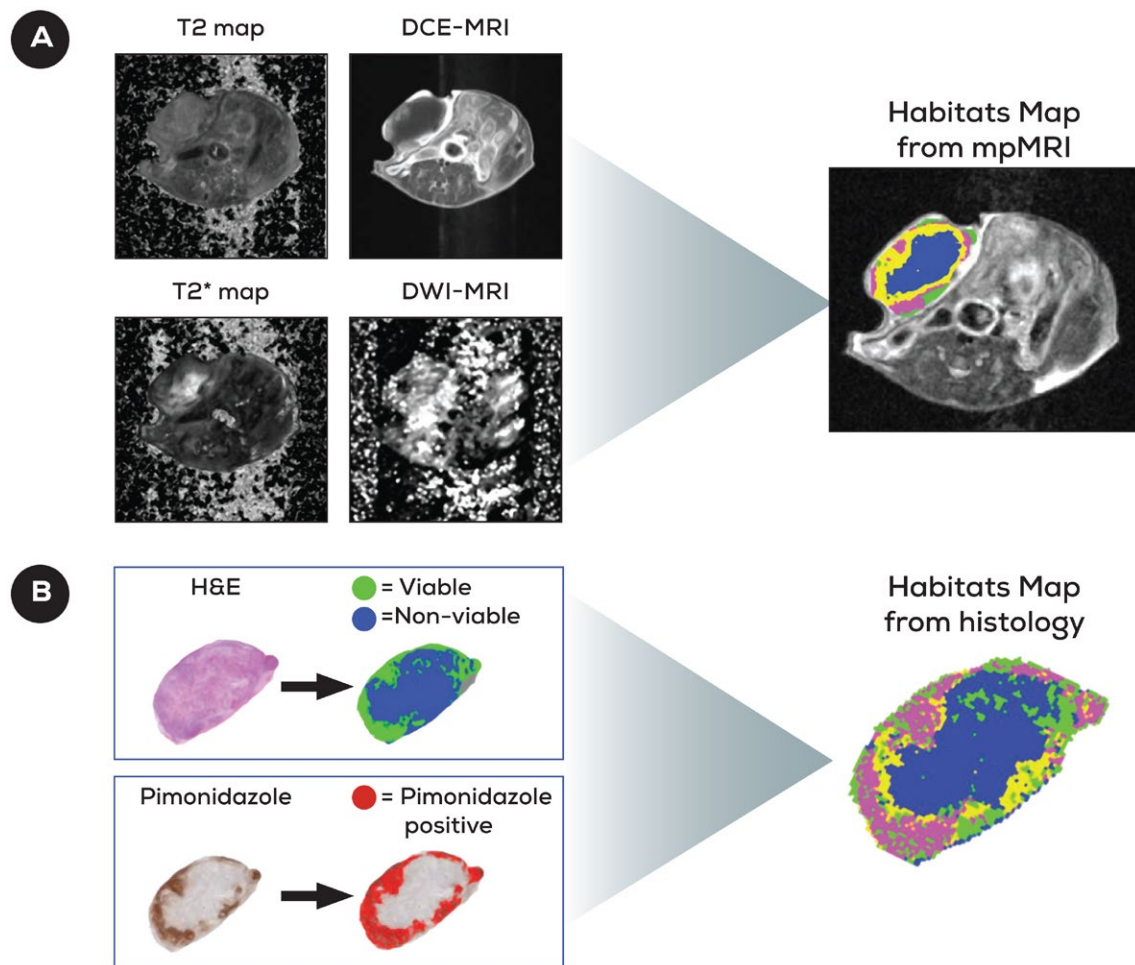 A
T2 map
DCE-MRI
T2* map
DWI-MRI
Habitats Map
from mpMRI
B
H&E
= Viable
=Non-viable
Pimonidazole
= Pimonidazole
positive
Habitats Map
from histology